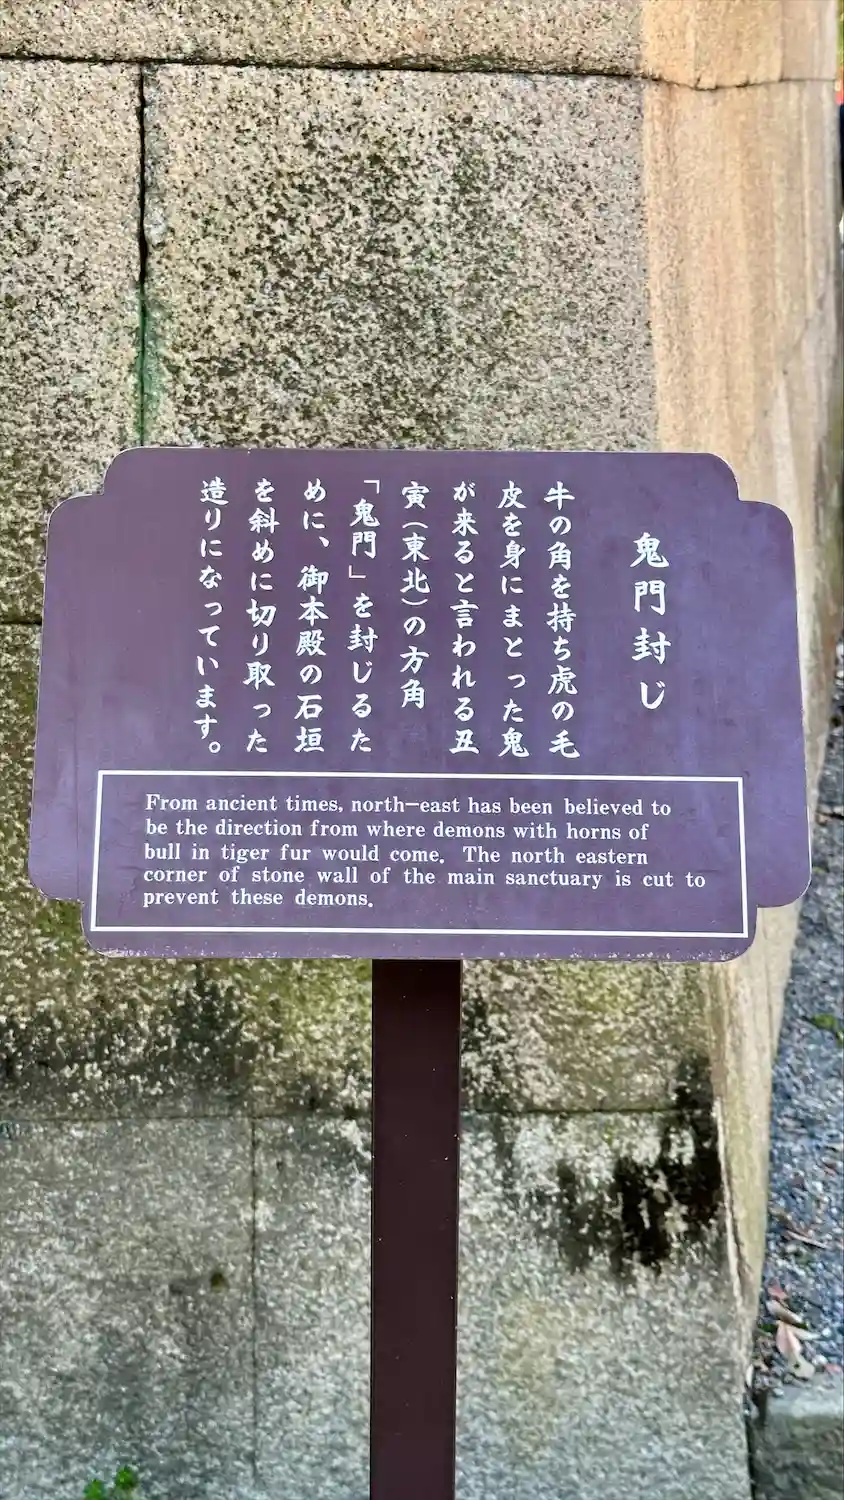 鬼門封じ
牛の角を持ち虎の毛
皮を身にまとった鬼
が来ると言われる丑
寅（東北）の方角
「鬼門」を封じるた
めに、御本殿の石垣
を斜めに切り取った
造りになっています。
From ancient times, north-east has been believed to
be the direction from where demons with horns of
bull in tiger fur would come. The north eastern
corner of stone wall of the main sanctuary is cut to
prevent these demons.